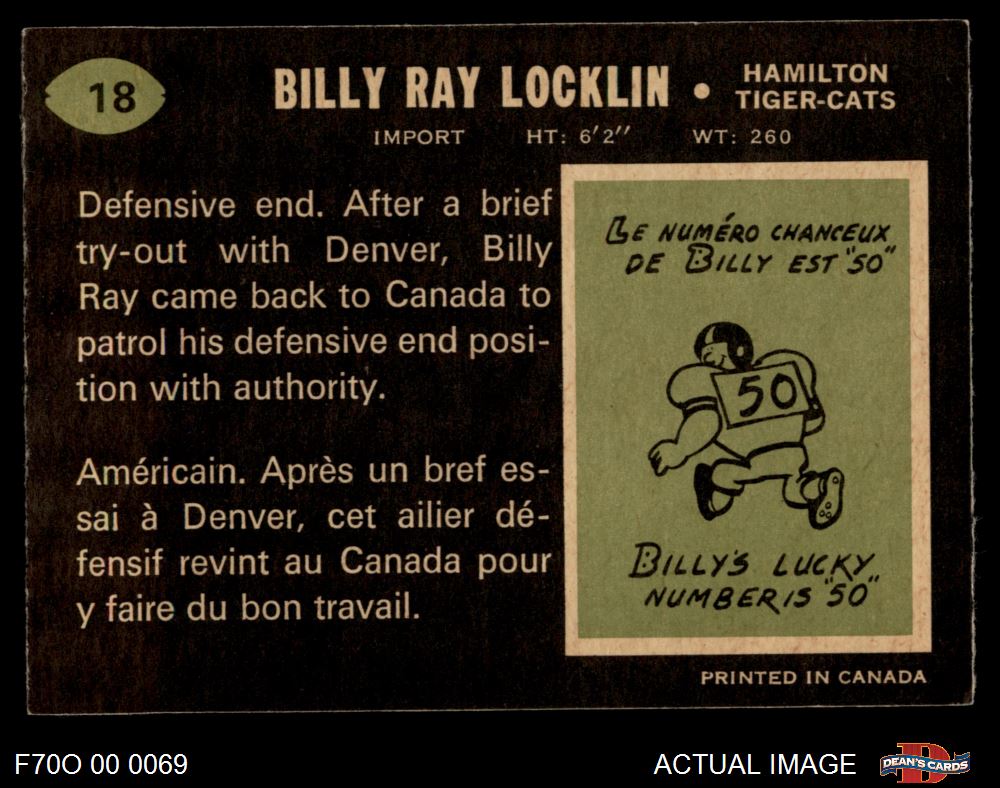 18
BILLY RAY LOCKLIN • HAMILTON
TIGER-CATS
IMPORT HT: 6'2'' WT: 260
Defensive end. After a brief
try-out with Denver, Billy
Ray came back to Canada to
patrol his defensive end posi-
tion with authority.
Américain. Après un bref es-
sai à Denver, cet ailier dé-
fensif revint au Canada pour
y faire du bon travail.
LE NUMÉRO CHANCEUX
DE BILLY EST "50"
50
BILLY'S LUCKY
NUMBER IS "50"
PRINTED IN CANADA
F70O 00 0069
ACTUAL IMAGE
D
DEAN'S CARDS